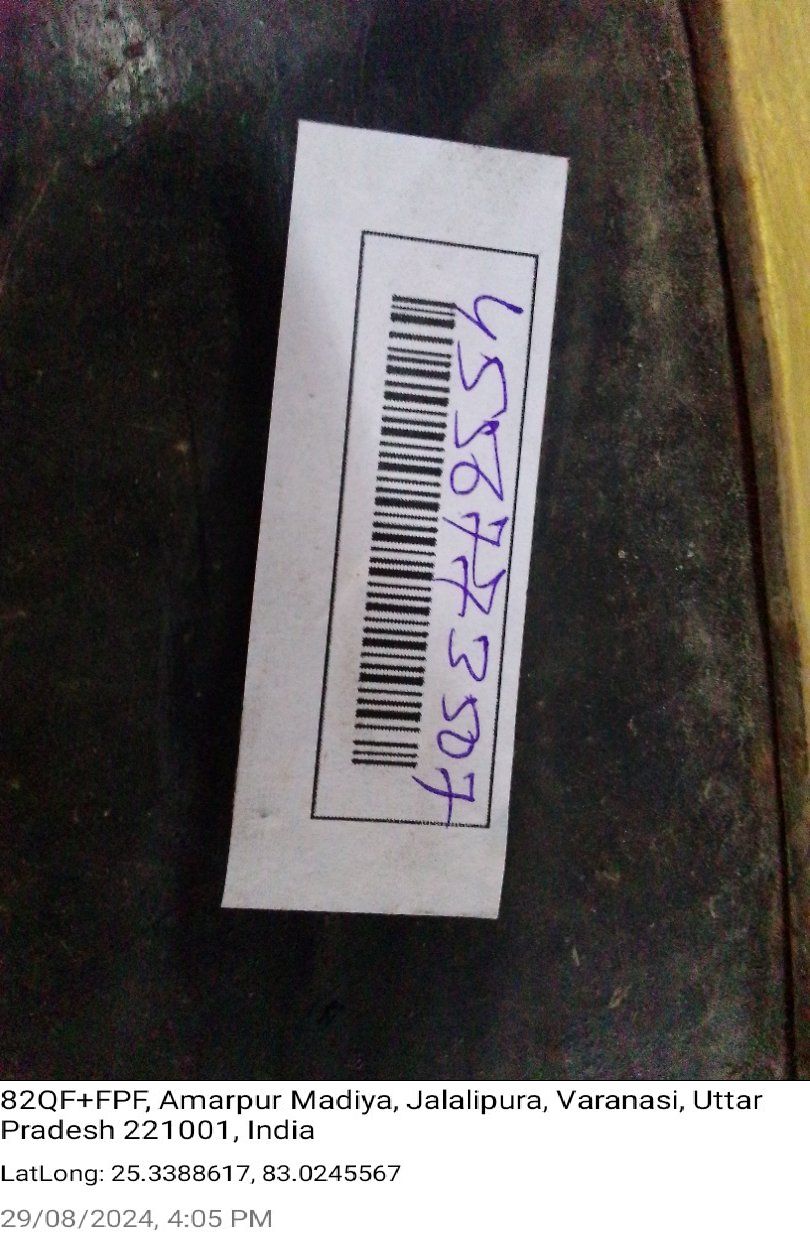 4556773507
82QF+FPF, Amarpur Madiya, Jalalipura, Varanasi, Uttar
Pradesh 221001, India
LatLong: 25.3388617, 83.0245567
29/08/2024, 4:05 PM